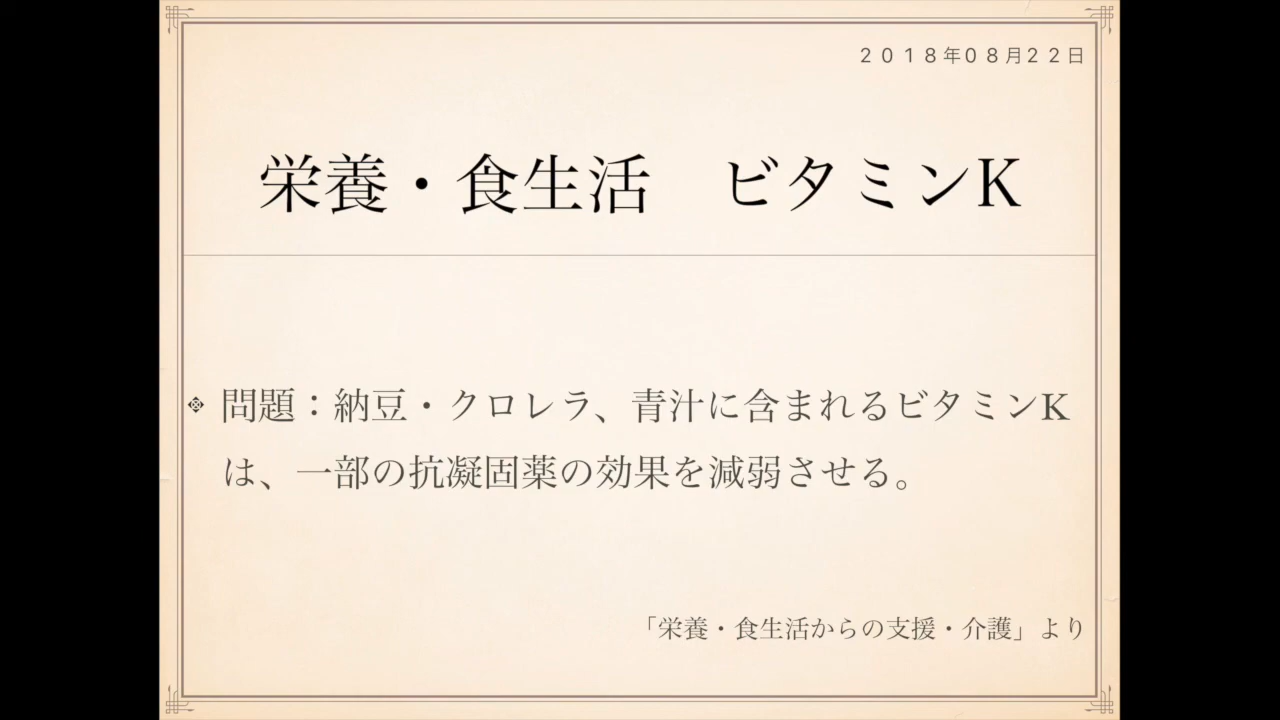 ２０１８年０８月２２日
栄養・食生活　ビタミンK
問題：納豆・クロレラ、青汁に含まれるビタミンK
は、一部の抗凝固薬の効果を減弱させる。
「栄養・食生活からの支援・介護」より